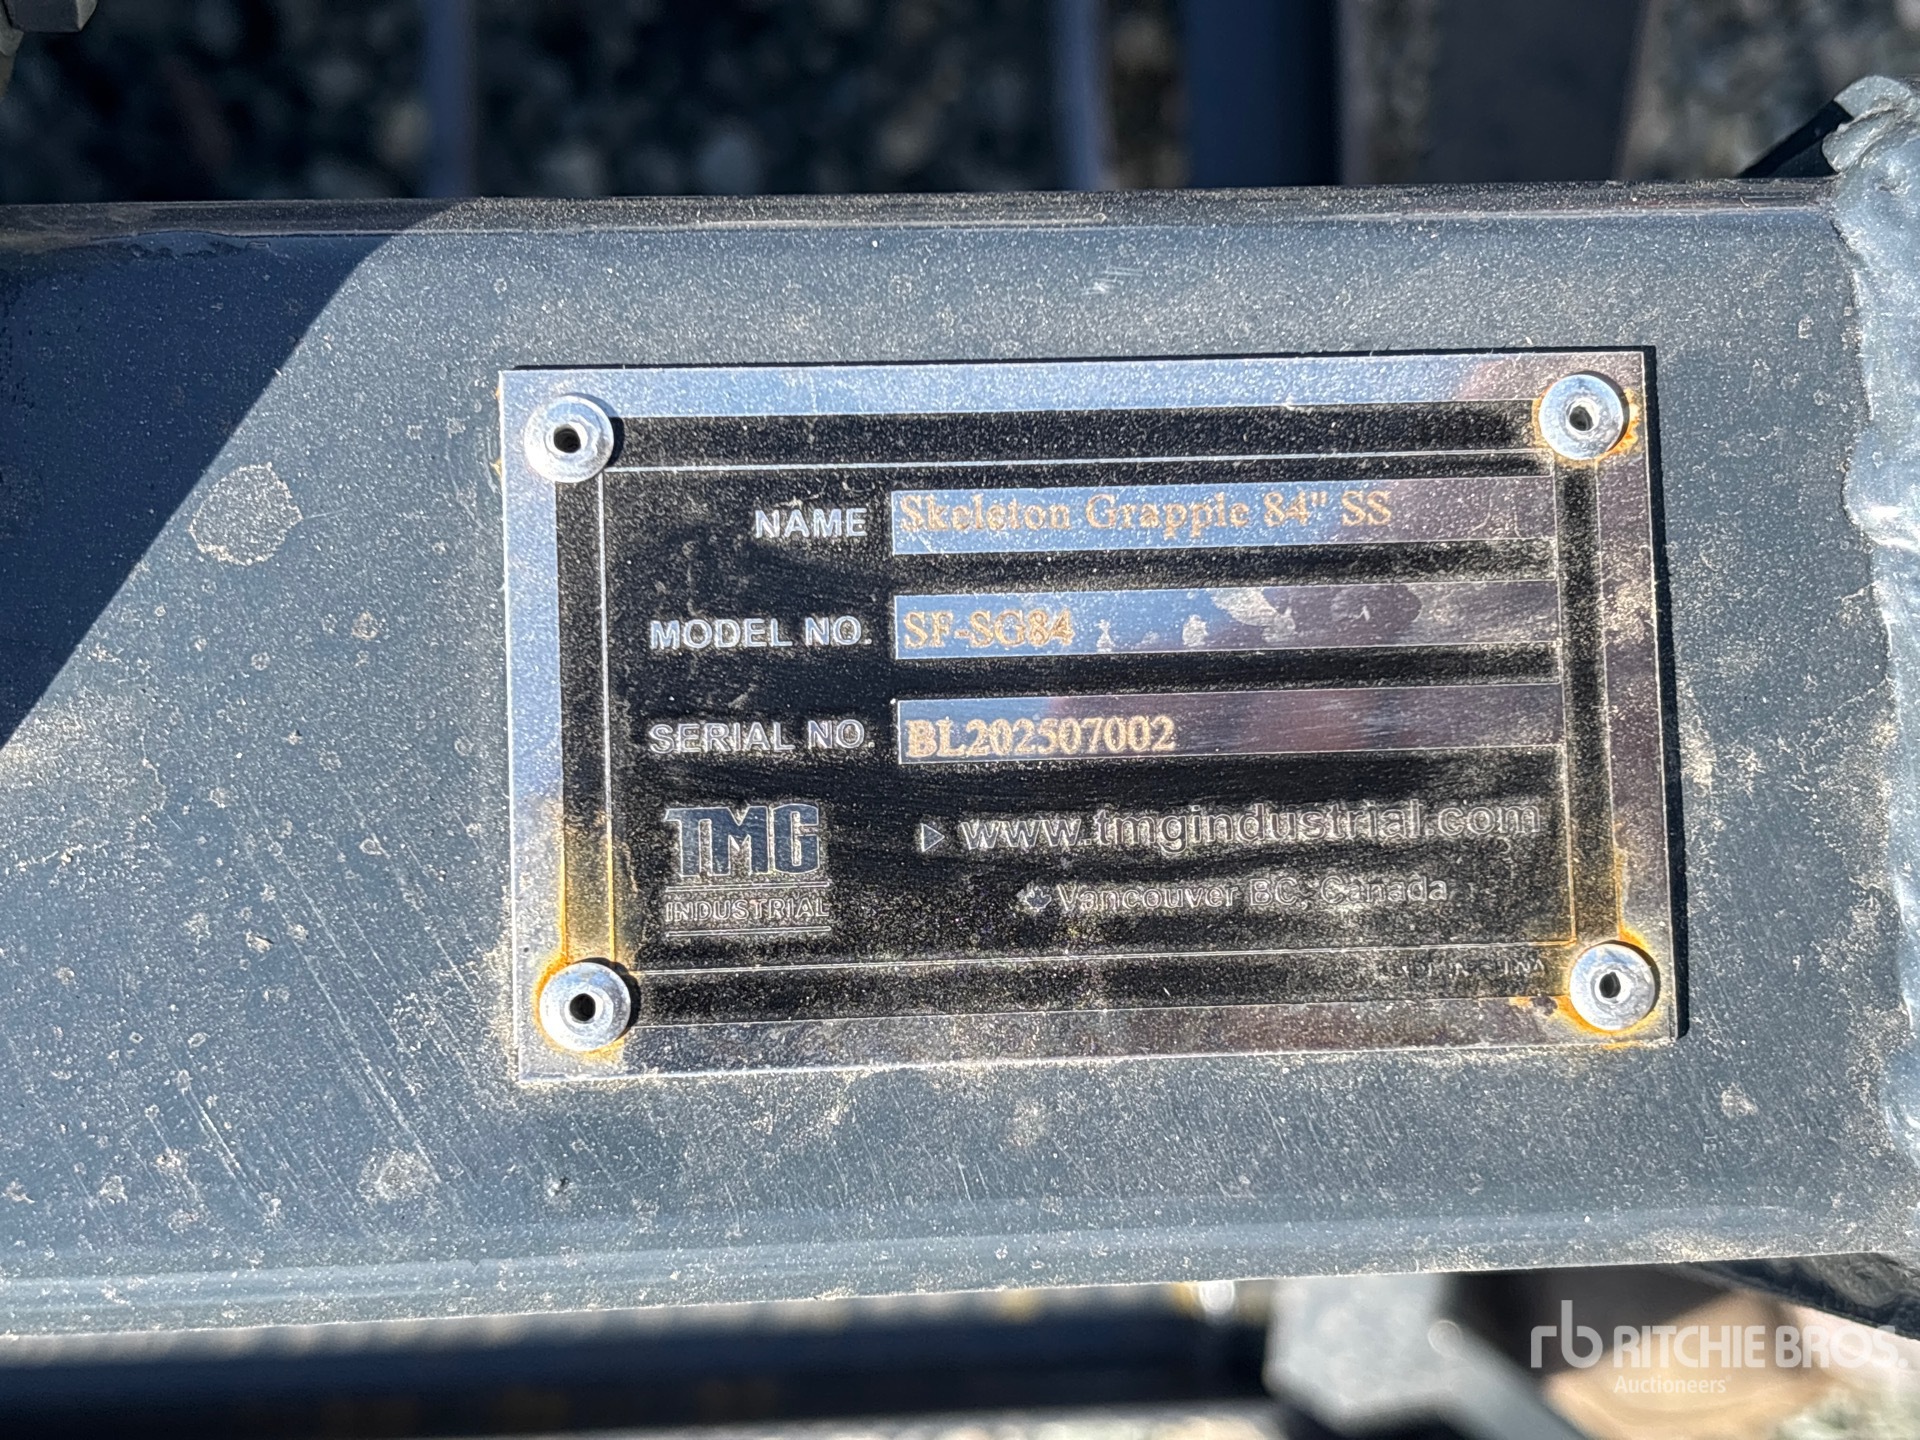 NAME Skeleton Grapple 84" SS
MODEL NO. SF-SG84
SERIAL NO. BL202507002
TMG
INDUSTRIAL
www.tmgindustrial.com
Vancouver BC, Canada
rb RITCHIE BROS.
Auctioneers